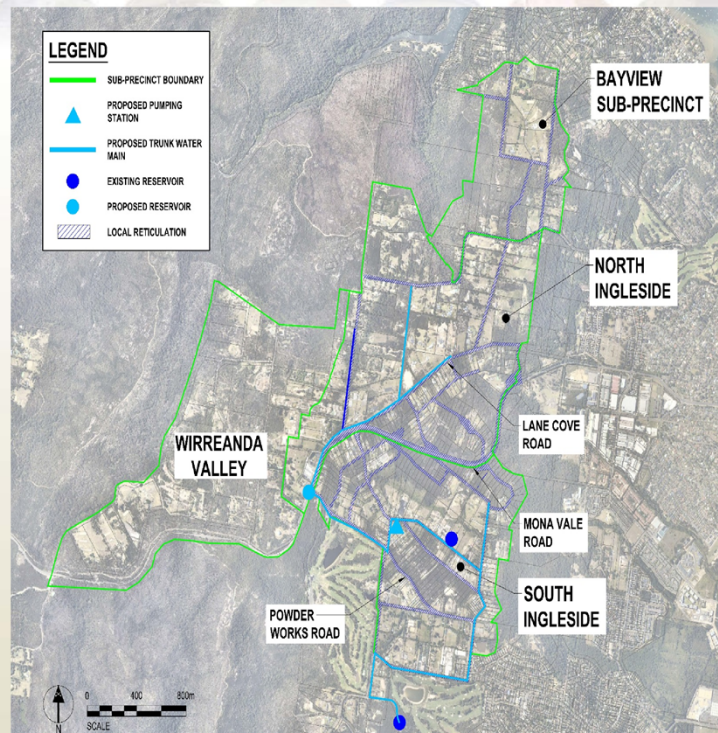 LEGEND
SUB-PRECINCT BOUNDARY
PROPOSED PUMPING
STATION
PROPOSED TRUNK WATER
MAIN
EXISTING RESERVOIR
PROPOSED RESERVOIR
LOCAL RETICULATION
BAYVIEW
SUB-PRECINCT
NORTH
INGLESIDE
LANE COVE
ROAD
WIRREANDA
VALLEY
MONA VALE
ROAD
SOUTH
INGLESIDE
POWDER
WORKS ROAD
N
0 400 800m
SCALE